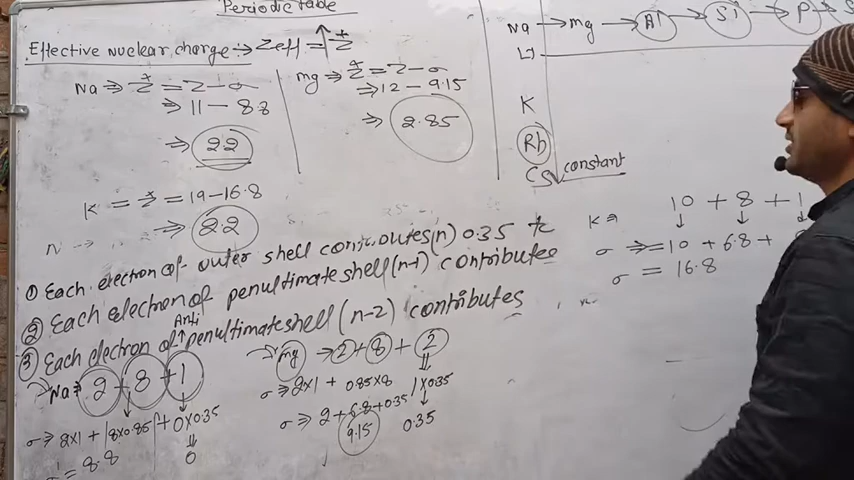 Periodic table
Effective nuclear charge → Zeff = Z*
Na ⇒ Z* = Z-σ
⇒ 11 - 8.8
⇒ 2.2
Mg ⇒ Z* = Z-σ
⇒ 12 - 9.15
⇒ 2.85
K = Z* = 19-16.8
⇒ 2.2
① Each electron of outer shell contributes (n) 0.35 to
② Each electron of penultimate shell (n-1) contributes
Anti
③ Each electron of penultimate shell (n-2) contributes
Na ⇒ 2 + 8 + 1
σ ⇒ 2×1 + 8×0.85 + 0×0.35
0
σ = 8.8
Mg → 2 + 8 + 2
σ ⇒ 2×1 + 0.85×8 1×0.35
σ ⇒ 2 + 6.8 + 0.35 0.35
9.15
Na → Mg → Al → Si → P →
Li
K
Rb
Cs constant
10 + 8 + 1
K ⇒
σ ⇒ = 10 + 6.8 +
σ = 16.8